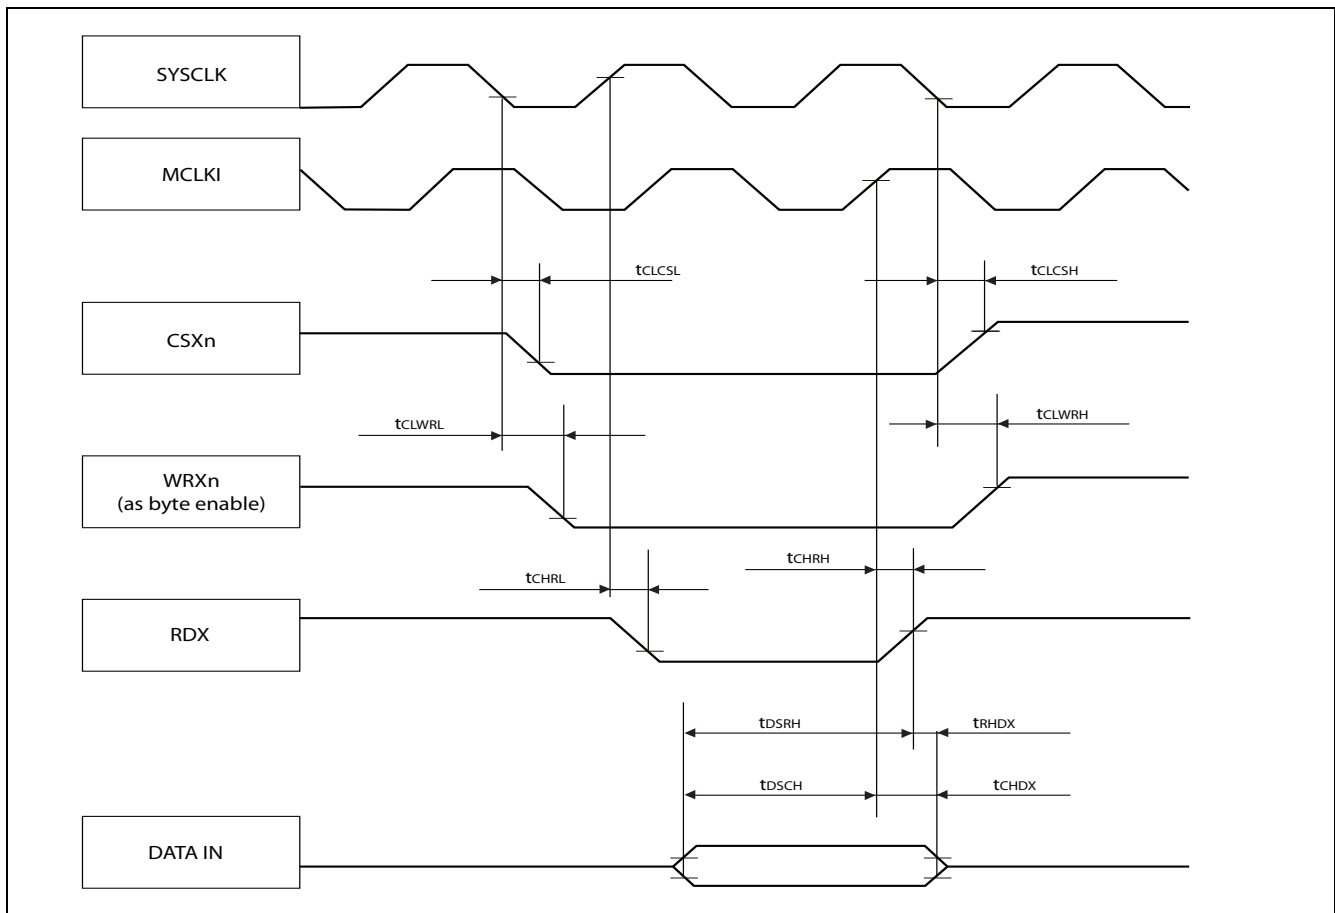 SYSCLK
MCLKI
tCLCSL
tCLCSH
CSXn
tCLWRL
tCLWRH
WRXn
(as byte enable)
tCHRH
tCHRL
RDX
tDSRH
tRHDX
tDSCH
tCHDX
DATA IN